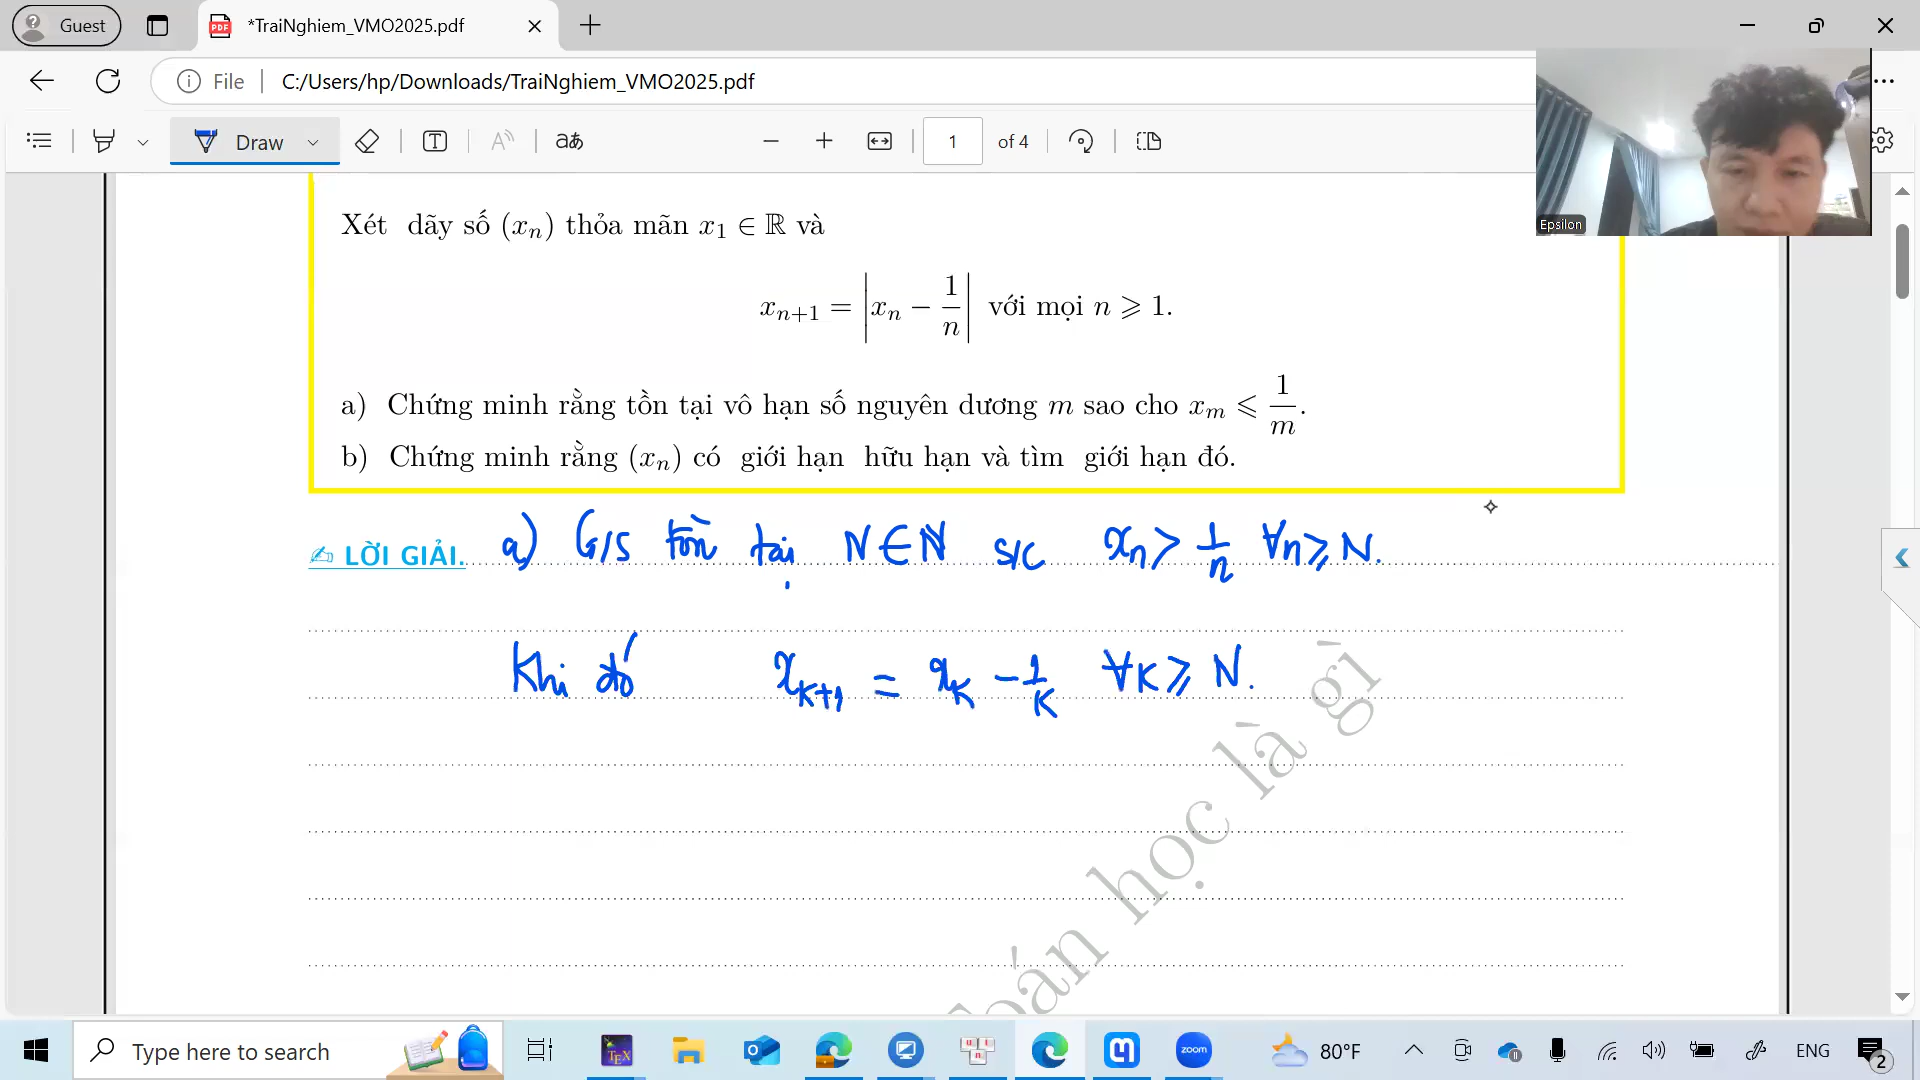 Guest
*TraiNghiem_VMO2025.pdf
File
C:/Users/hp/Downloads/TraiNghiem_VMO2025.pdf
Draw
1 of 4
Epsilon
Xét dãy số (xₙ) thỏa mãn x₁ ∈ ℝ và
xₙ₊₁ = |xₙ − 1/n| với mọi n ⩾ 1.
a) Chứng minh rằng tồn tại vô hạn số nguyên dương m sao cho xₘ ⩽ 1/m.
b) Chứng minh rằng (xₙ) có giới hạn hữu hạn và tìm giới hạn đó.
LỜI GIẢI. a) G/S tồn tại N ∈ ℕ s/c xₙ > 1/n ∀n ⩾ N.
Khi đó x_{k+1} = x_k − 1/k ∀k ⩾ N.
Toán học là gì
Type here to search
TEX
zoom
80°F
ENG
2